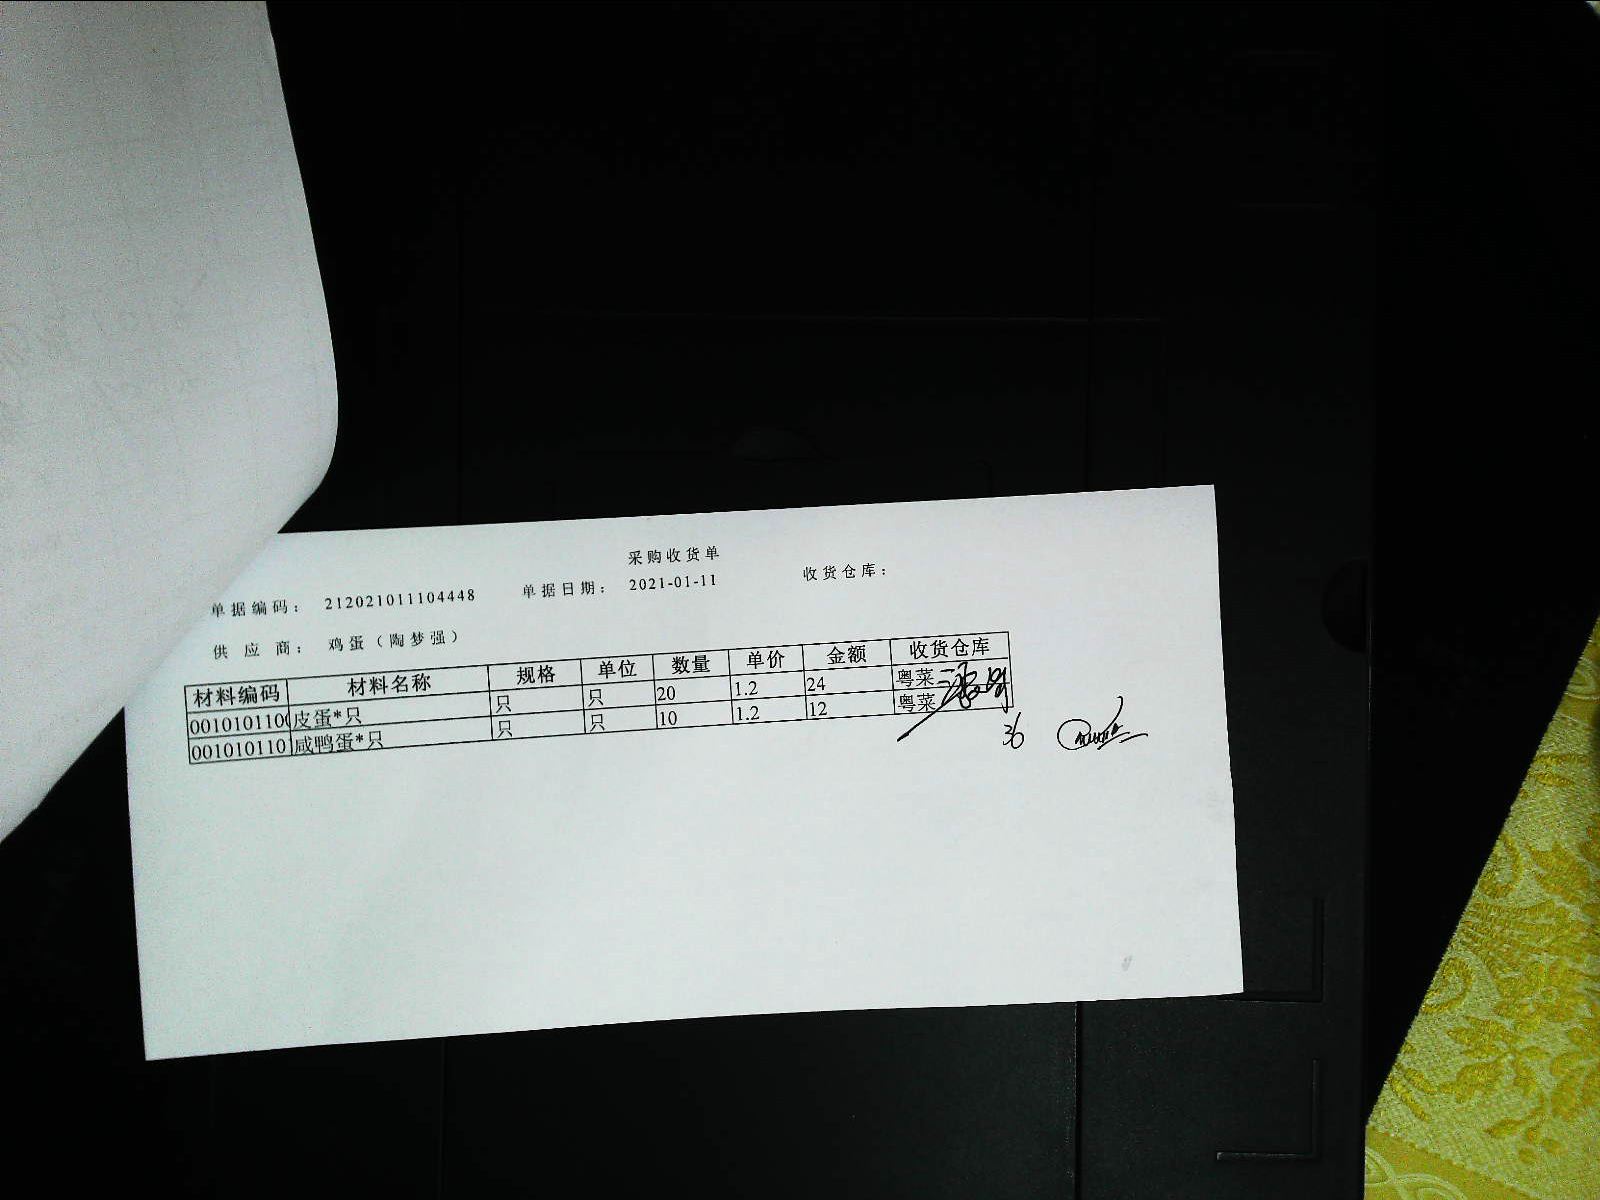 采购收货单
单据编码： 212021011104448 单据日期： 2021-01-11 收货仓库：
供 应 商： 鸡蛋（陶梦强）
材料编码 材料名称 规格 单位 数量 单价 金额 收货仓库
0010101100 皮蛋*只 只 只 20 1.2 24 粤菜
001010110 咸鸭蛋*只 只 只 10 1.2 12 粤菜
36